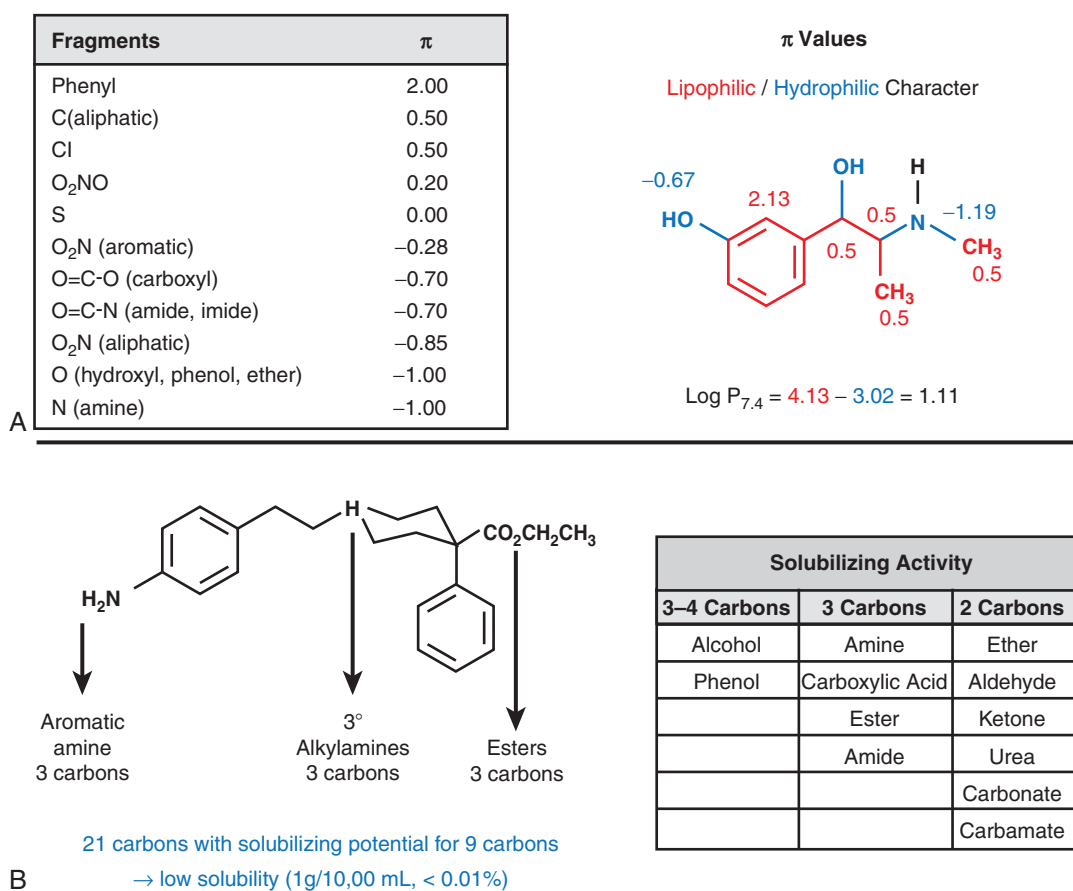 Fragments π
Phenyl 2.00
C(aliphatic) 0.50
Cl 0.50
O₂NO 0.20
S 0.00
O₂N (aromatic) −0.28
O=C-O (carboxyl) −0.70
O=C-N (amide, imide) −0.70
O₂N (aliphatic) −0.85
O (hydroxyl, phenol, ether) −1.00
N (amine) −1.00
A
π Values
Lipophilic / Hydrophilic Character
OH H
−0.67 2.13 0.5 −1.19
HO N
0.5 CH₃
CH₃ 0.5
0.5
Log P₇.₄ = 4.13 – 3.02 = 1.11
H
CO₂CH₂CH₃
H₂N
Aromatic
amine
3 carbons
3°
Alkylamines
3 carbons
Esters
3 carbons
21 carbons with solubilizing potential for 9 carbons
→ low solubility (1g/10,00 mL, < 0.01%)
B
Solubilizing Activity
3–4 Carbons 3 Carbons 2 Carbons
Alcohol Amine Ether
Phenol Carboxylic Acid Aldehyde
Ester Ketone
Amide Urea
Carbonate
Carbamate